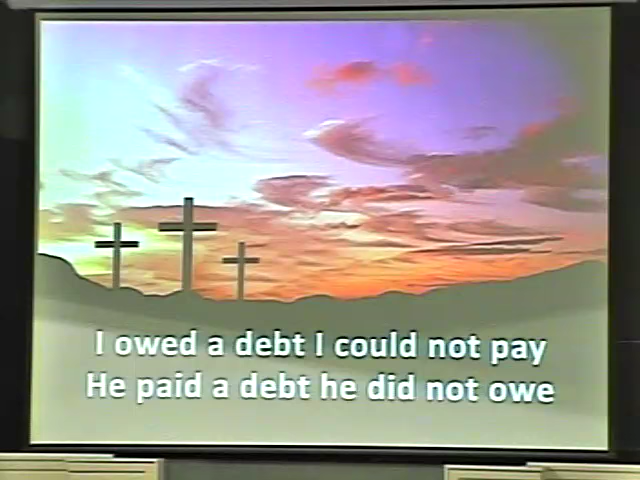 I owed a debt I could not pay
He paid a debt he did not owe